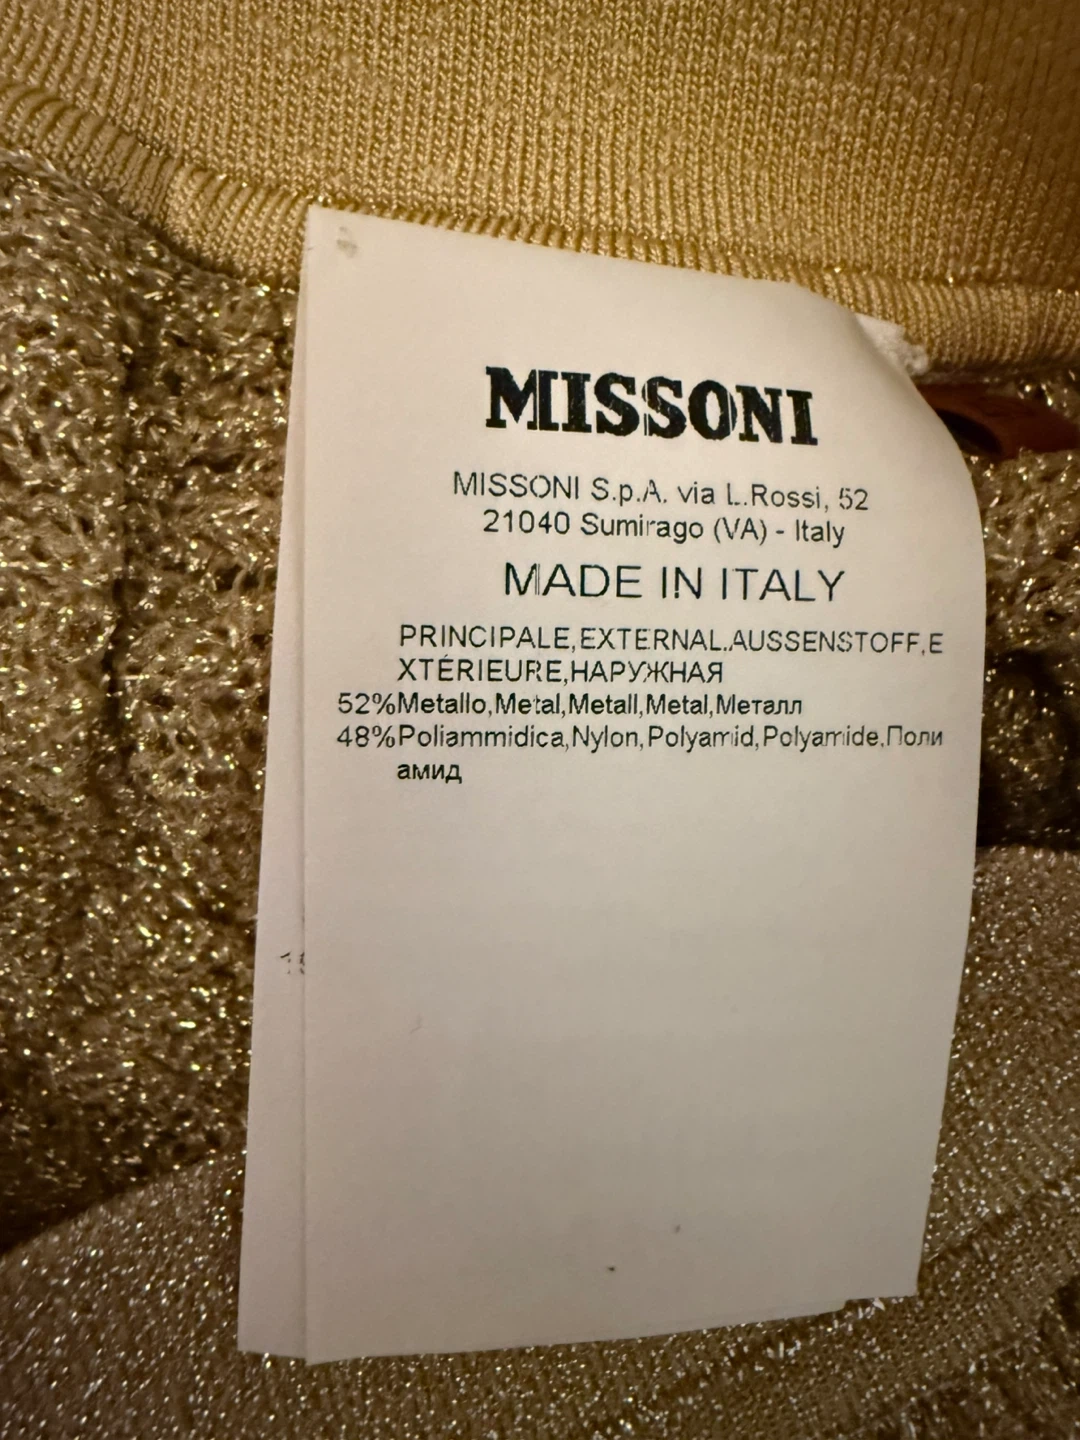 MISSONI
MISSONI S.p.A. via L.Rossi, 52
21040 Sumirago (VA) - Italy
MADE IN ITALY
PRINCIPALE,EXTERNAL,AUSSENSTOFF,E
XTÉRIEURE,НАРУЖНАЯ
52%Metallo,Metal,Metall,Metal,Металл
48%Poliammidica,Nylon,Polyamid,Polyamide,Поли
амид